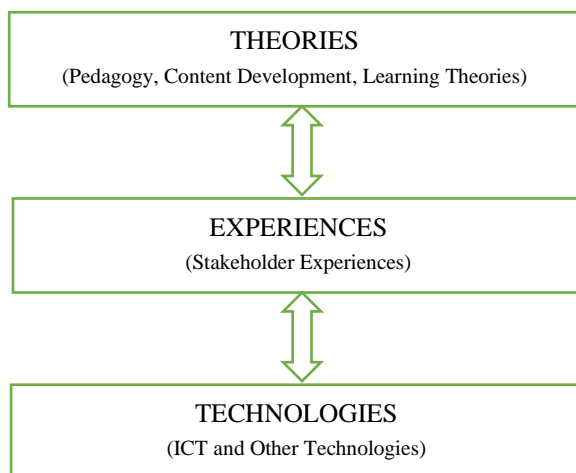 THEORIES
(Pedagogy, Content Development, Learning Theories)
EXPERIENCES
(Stakeholder Experiences)
TECHNOLOGIES
(ICT and Other Technologies)